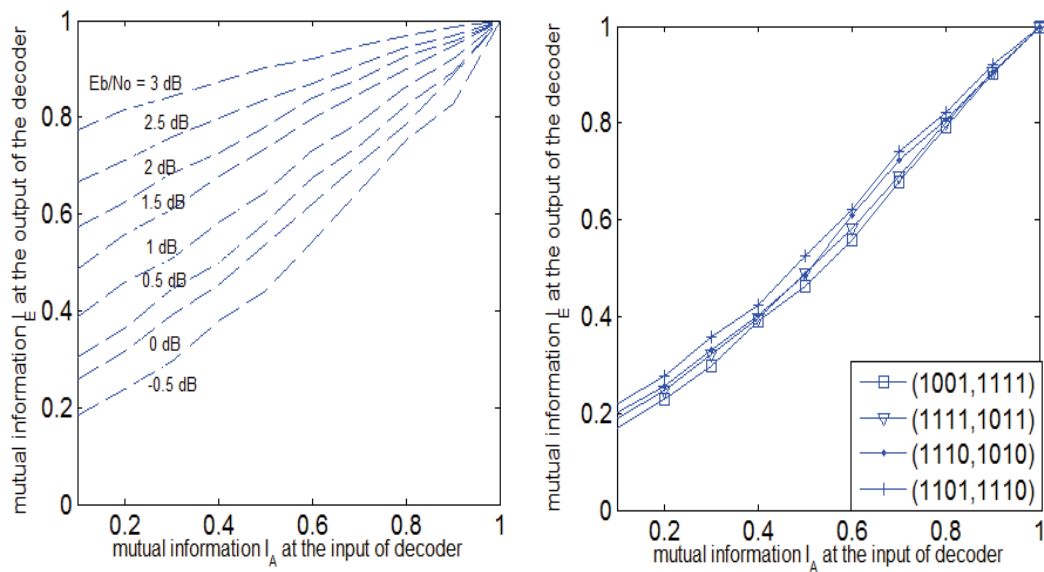 mutual information I_E at the output of the decoder
1
0.8
0.6
0.4
0.2
0
Eb/No = 3 dB
2.5 dB
2 dB
1.5 dB
1 dB
0.5 dB
0 dB
-0.5 dB
0.2 0.4 0.6 0.8 1
mutual information I_A at the input of decoder
mutual information I_E at the output of the decoder
1
0.8
0.6
0.4
0.2
0
(1001,1111)
(1111,1011)
(1110,1010)
(1101,1110)
0.2 0.4 0.6 0.8 1
mutual information I_A at the input of decoder